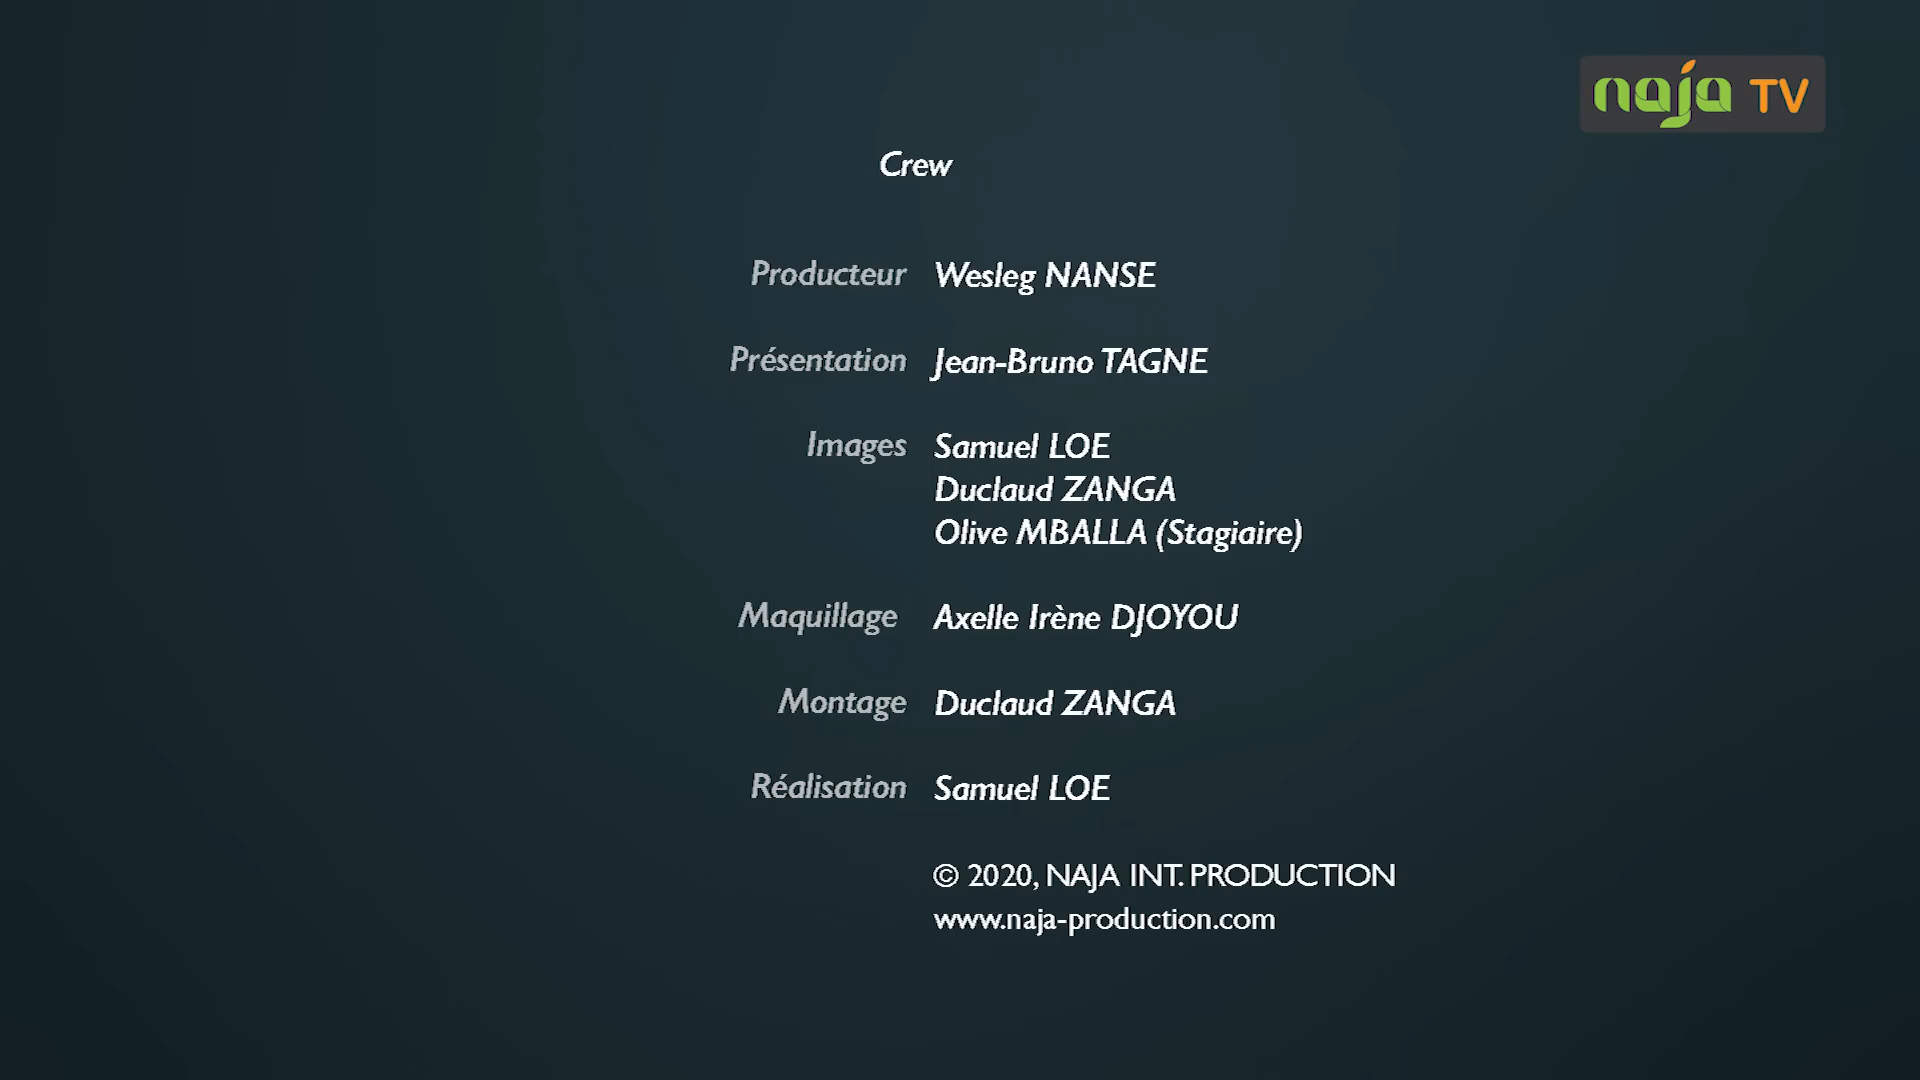 naja TV
Crew
Producteur Wesleg NANSE
Présentation Jean-Bruno TAGNE
Images Samuel LOE
Duclaud ZANGA
Olive MBALLA (Stagiaire)
Maquillage Axelle Irène DJOYOU
Montage Duclaud ZANGA
Réalisation Samuel LOE
© 2020, NAJA INT. PRODUCTION
www.naja-production.com